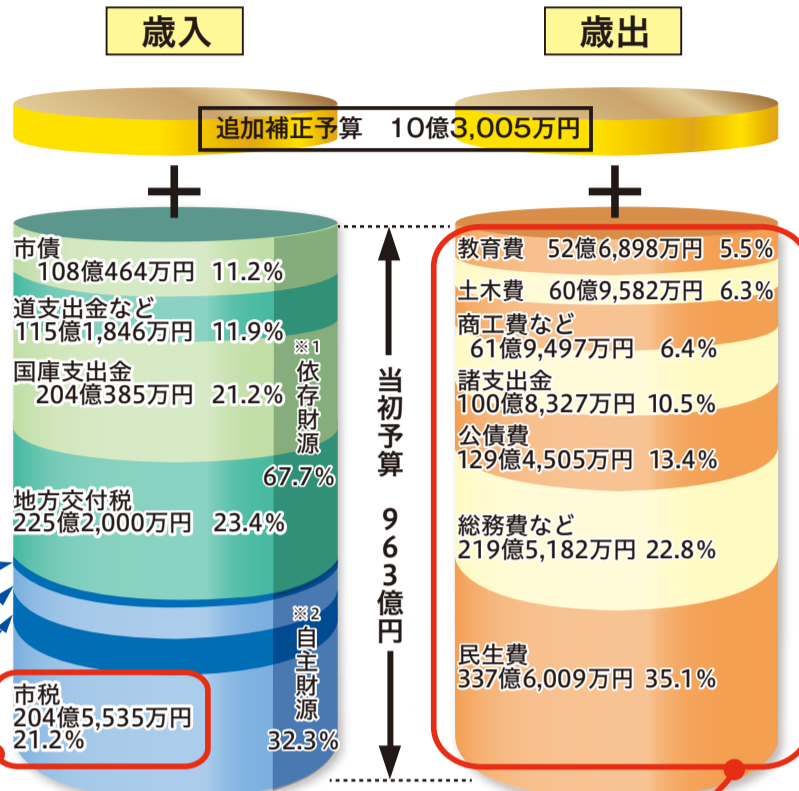 歳入
歳出
追加補正予算 10億3,005万円
+
+
市債
108億464万円 11.2%
道支出金など
115億1,846万円 11.9%
国庫支出金
204億385万円 21.2%
地方交付税
225億2,000万円 23.4%
※1
依存財源
67.7%
※2
自主財源
32.3%
市税
204億5,535万円
21.2%
当初予算 963億円
教育費 52億6,898万円 5.5%
土木費 60億9,582万円 6.3%
商工費など
61億9,497万円 6.4%
諸支出金
100億8,327万円 10.5%
公債費
129億4,505万円 13.4%
総務費など
219億5,182万円 22.8%
民生費
337億6,009万円 35.1%